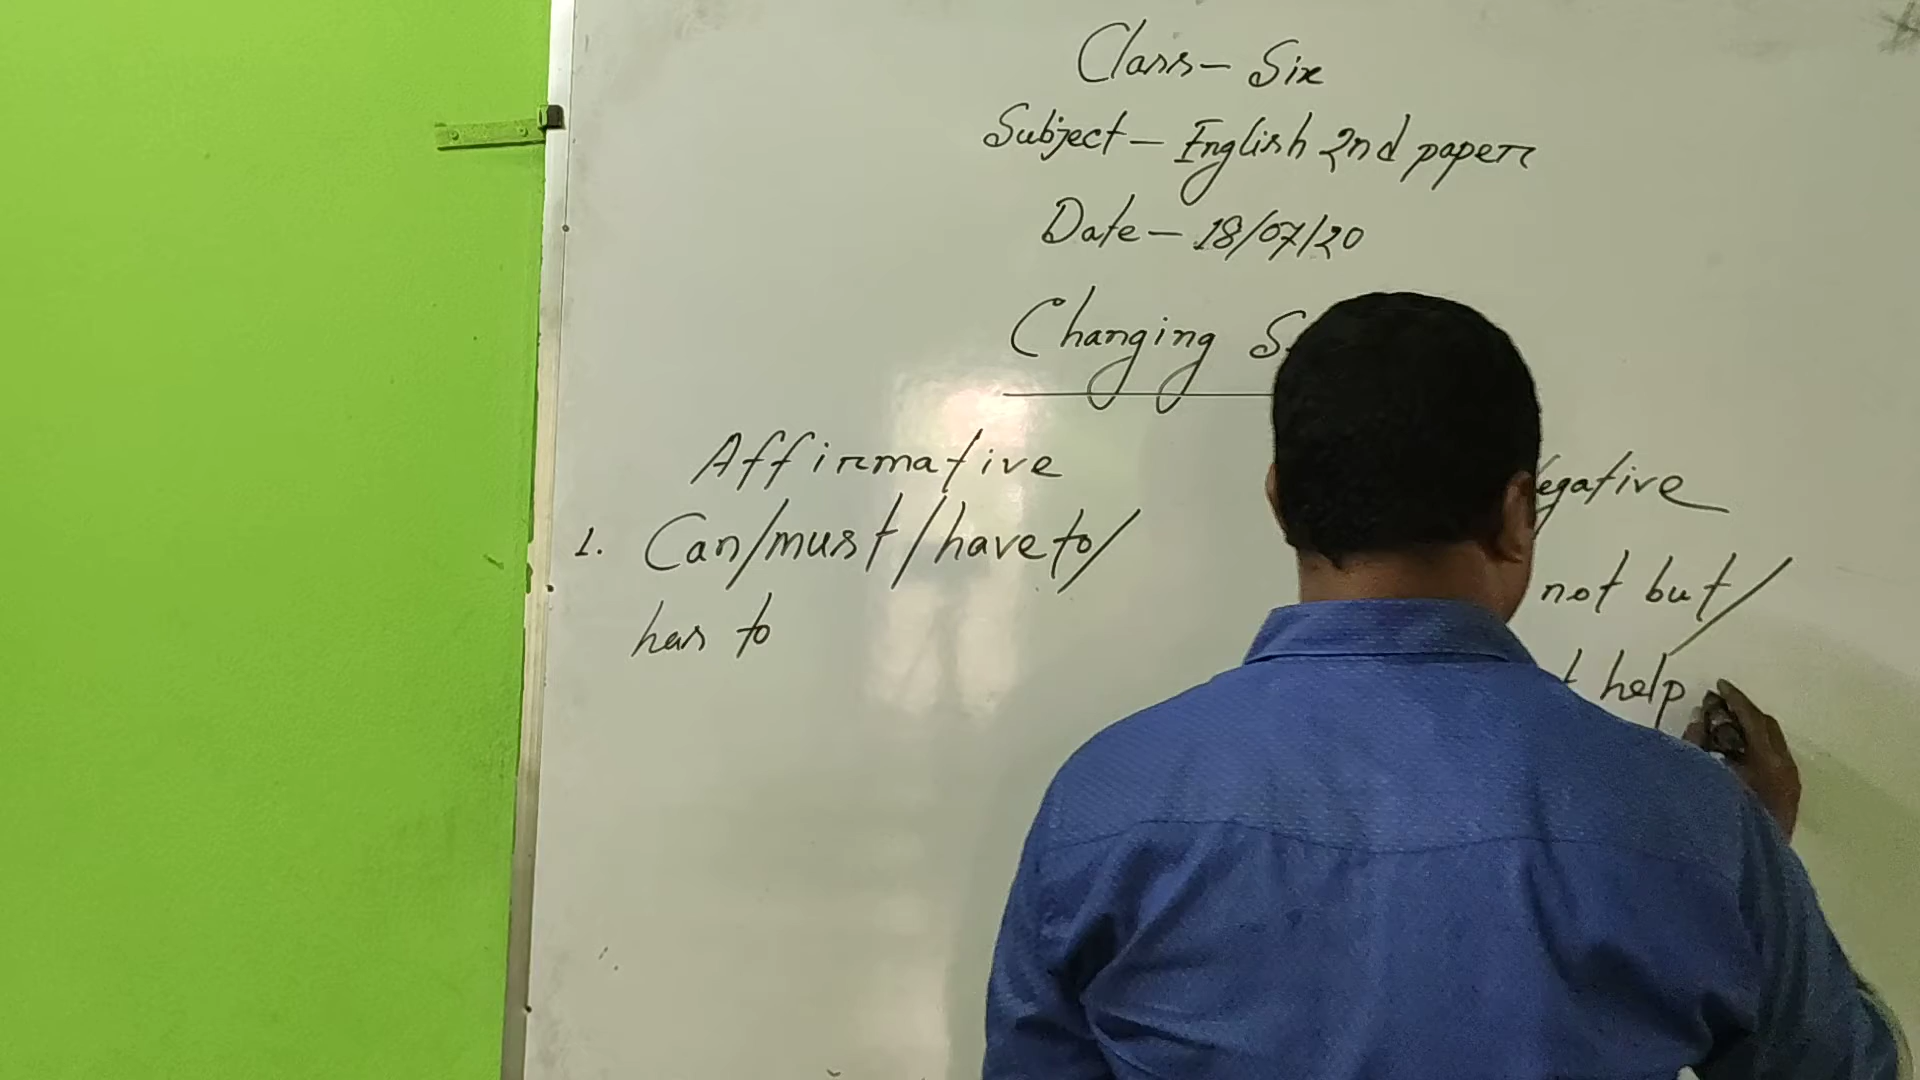 Class - Six
Subject - English 2nd paper
Date - 18/07/20
Changing
Affirmative
egative
1. Can/must/have to/
not but/
has to
help